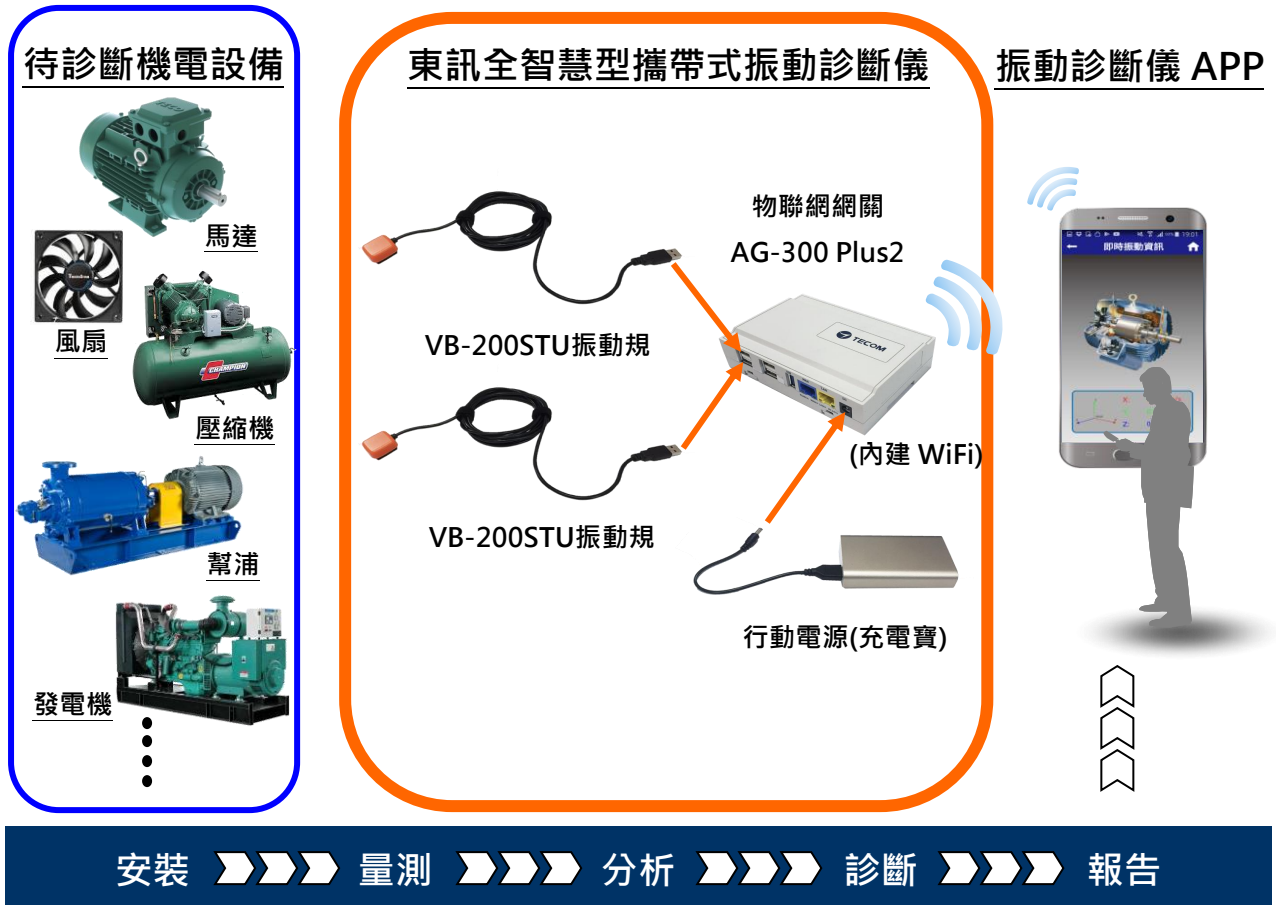 待診斷機電設備
馬達
風扇
CHAMPION
壓縮機
幫浦
發電機
東訊全智慧型攜帶式振動診斷儀
物聯網網關
AG-300 Plus2
VB-200STU振動規
TECOM
(內建 WiFi)
VB-200STU振動規
行動電源(充電寶)
振動診斷儀 APP
19:01
即時振動資訊
X:
Z:
安裝
量測
分析
診斷
報告